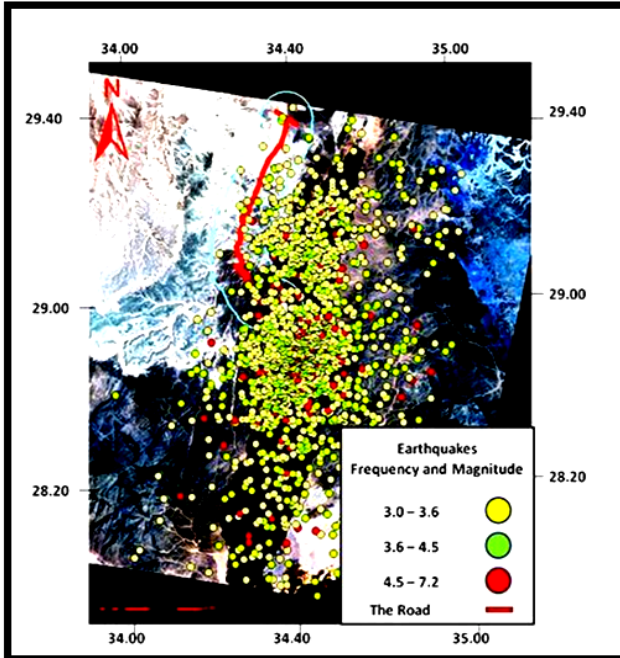 34.00 34.40 35.00
N
29.40 29.40
29.00 29.00
Earthquakes
Frequency and Magnitude
28.20 28.20
3.0 – 3.6
3.6 – 4.5
4.5 – 7.2
The Road
34.00 34.40 35.00